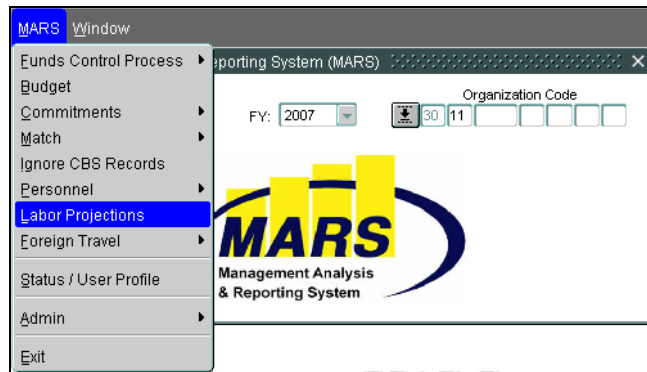 MARS Window
Funds Control Process
eporting System (MARS)
Budget
Organization Code
Commitments
FY: 2007
30 11
Match
Ignore CBS Records
Personnel
Labor Projections
Foreign Travel
MARS
Management Analysis
& Reporting System
Status / User Profile
Admin
Exit